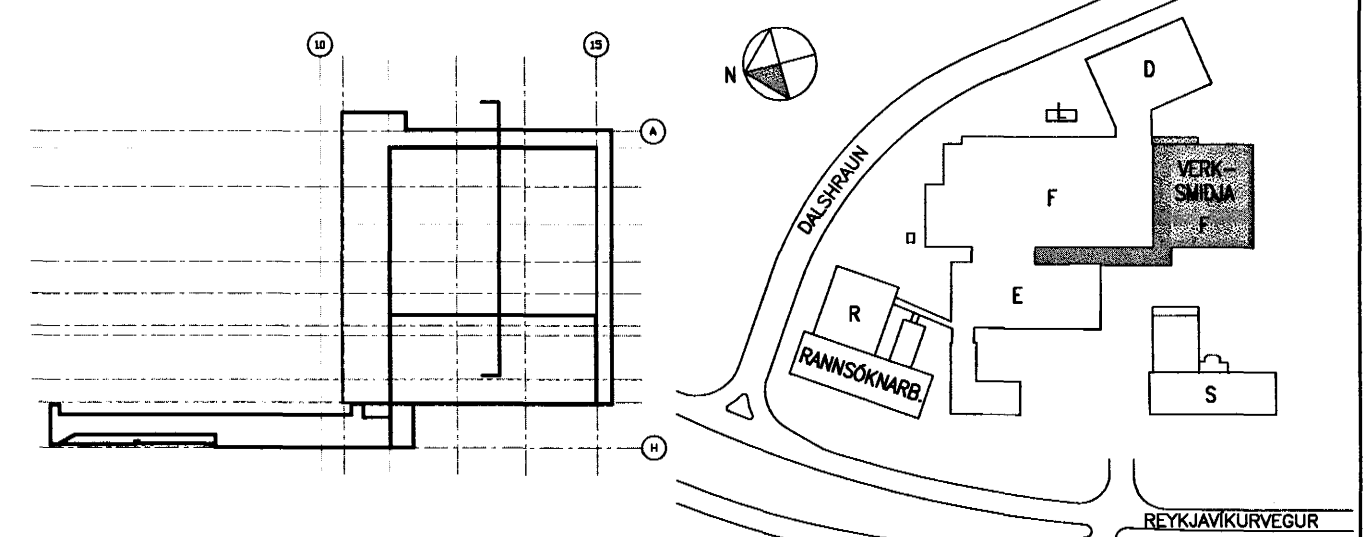 10
15
A
H
N
D
L
VERK-
SMIDJA
F
F
DALSHRAUN
E
R
RANNSÓKNARB.
S
REYKJAVÍKURVEGUR